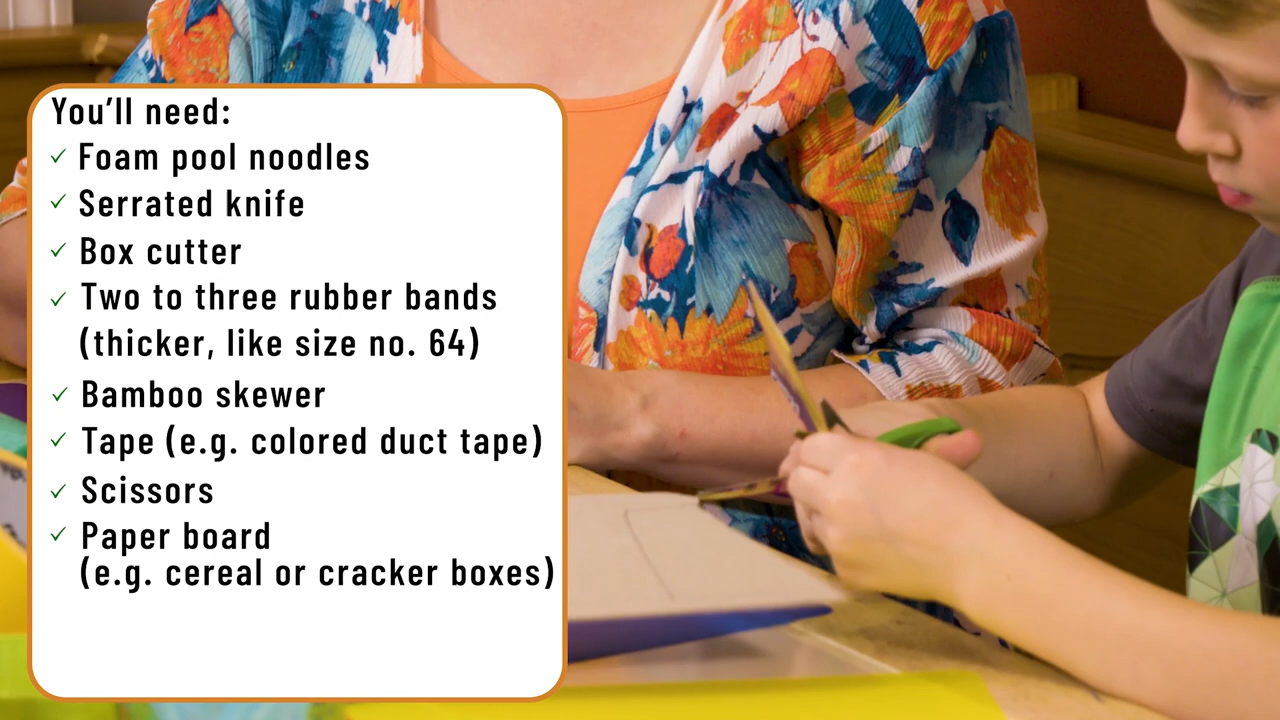 You'll need:
Foam pool noodles
Serrated knife
Box cutter
Two to three rubber bands
(thicker, like size no. 64)
Bamboo skewer
Tape (e.g. colored duct tape)
Scissors
Paper board
(e.g. cereal or cracker boxes)